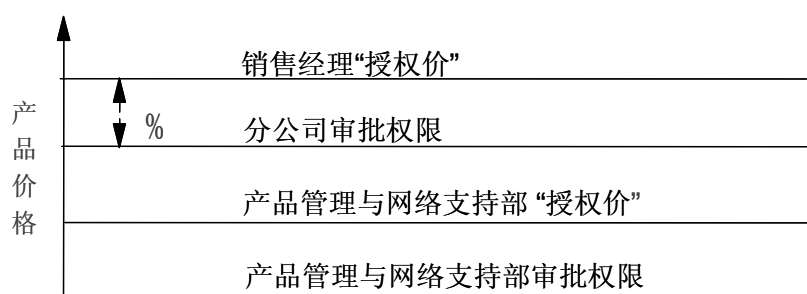 销售经理“授权价”
产品价格
%
分公司审批权限
产品管理与网络支持部 “授权价”
产品管理与网络支持部审批权限